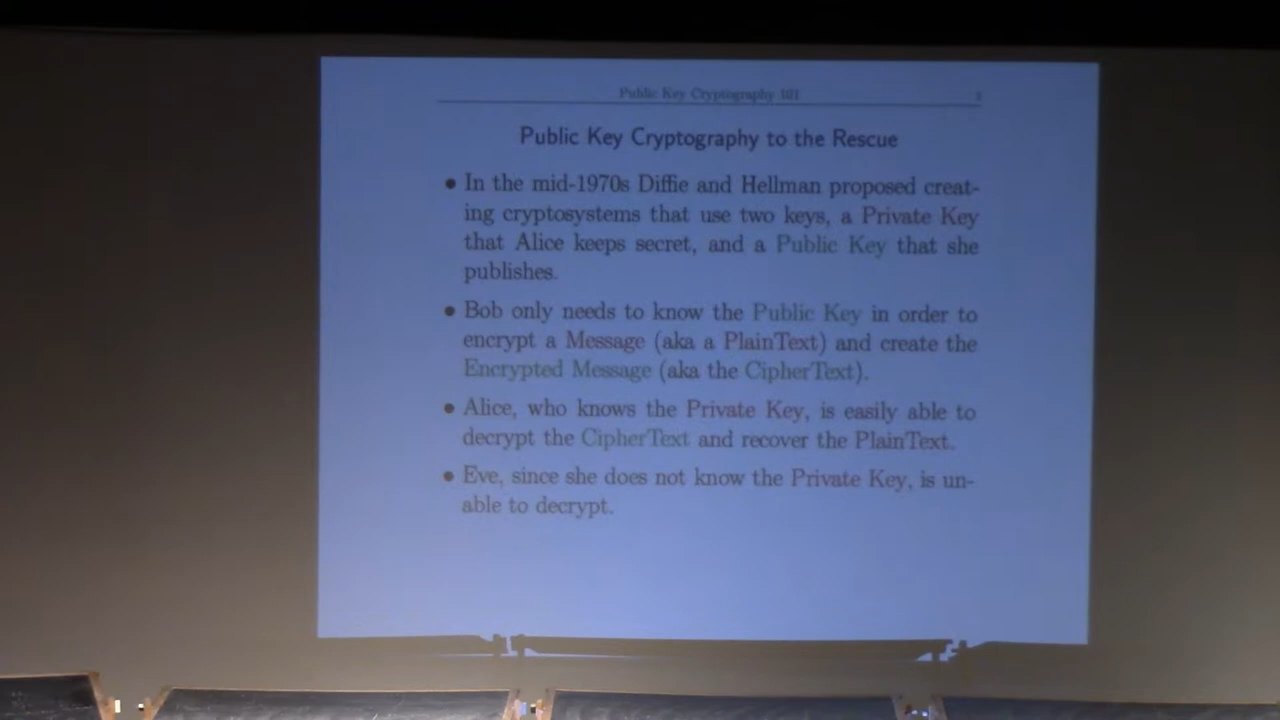 Public Key Cryptography 101
Public Key Cryptography to the Rescue
• In the mid-1970s Diffie and Hellman proposed creat-
ing cryptosystems that use two keys, a Private Key
that Alice keeps secret, and a Public Key that she
publishes.
• Bob only needs to know the Public Key in order to
encrypt a Message (aka a PlainText) and create the
Encrypted Message (aka the CipherText).
• Alice, who knows the Private Key, is easily able to
decrypt the CipherText and recover the PlainText.
• Eve, since she does not know the Private Key, is un-
able to decrypt.